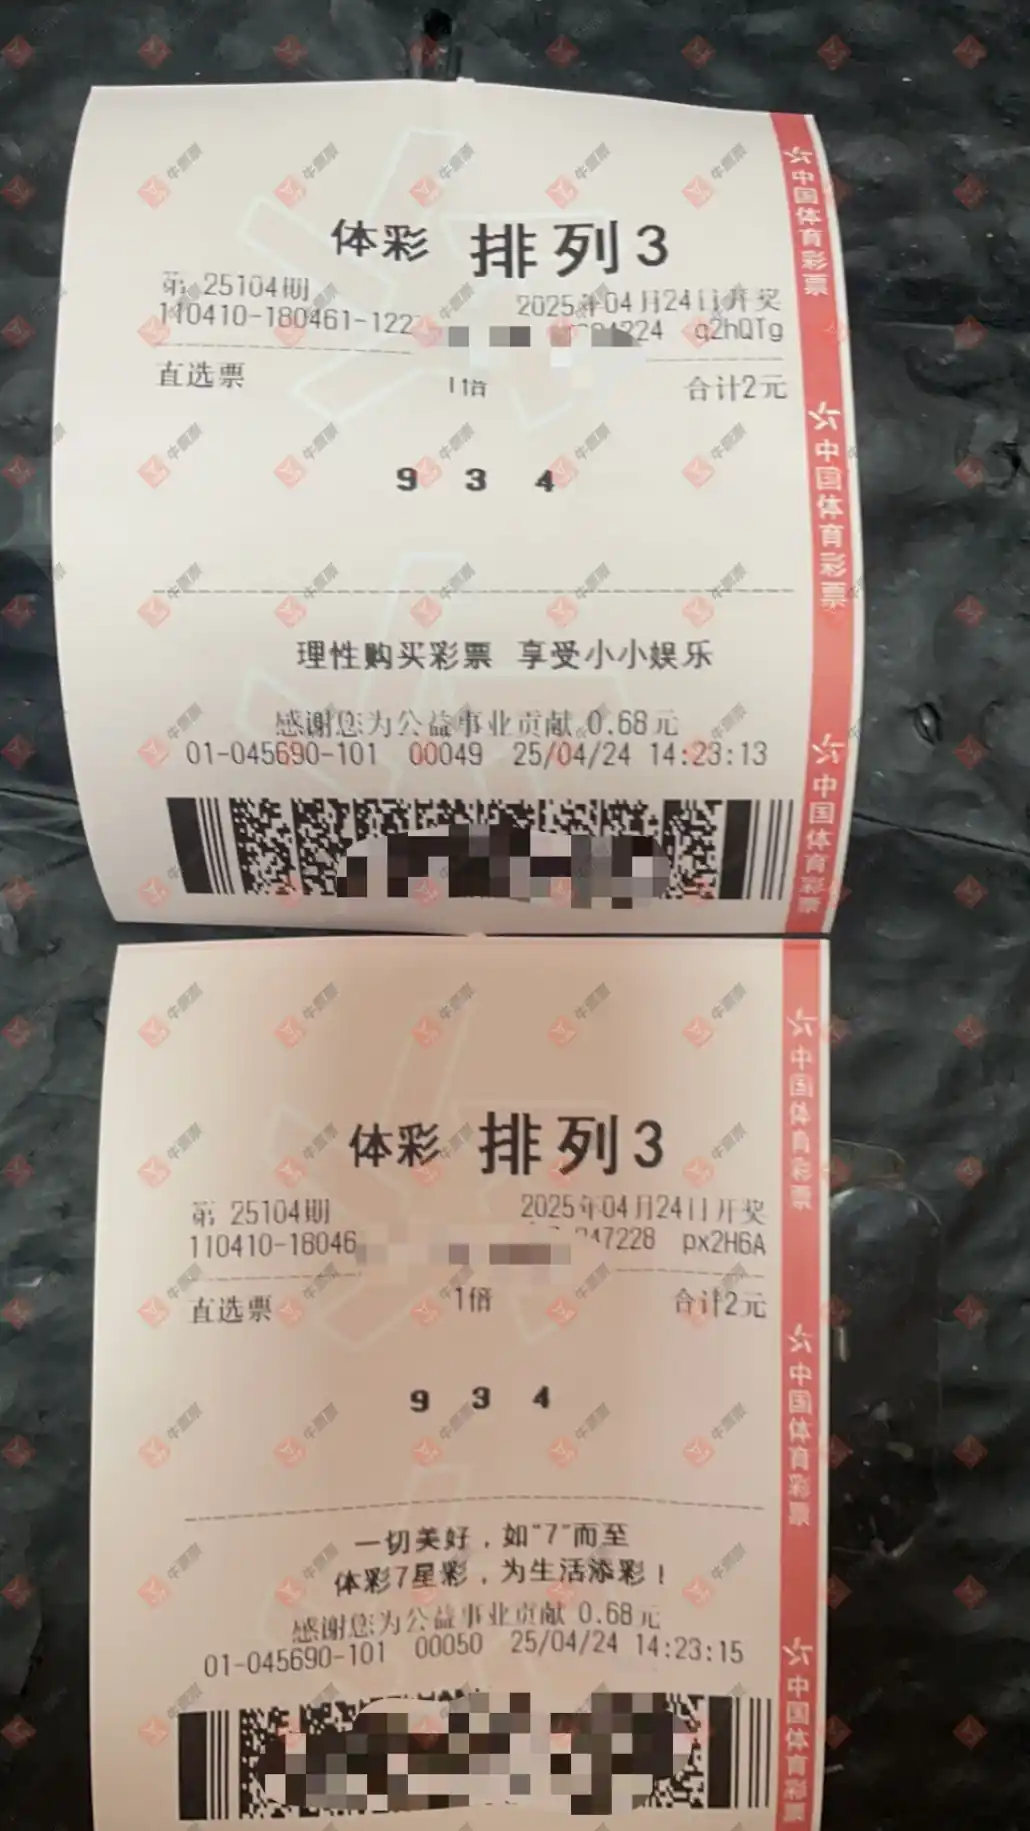 体彩 排列3
第 25104期 2025年04月24日开奖
110410-180461-122 224 q2hQTg
直选票 1倍 合计2元
9 3 4
理性购买彩票 享受小小娱乐
感谢您为公益事业贡献 0.68元
01-045690-101 00049 25/04/24 14:23:13
中国体育彩票
中国体育彩票
中国体育彩票
体彩 排列3
第 25104期 2025年04月24日开奖
110410-18046 47228 px2H6A
直选票 1倍 合计2元
9 3 4
一切美好，如"7"而至
体彩7星彩，为生活添彩！
感谢您为公益事业贡献 0.68元
01-045690-101 00050 25/04/24 14:23:15
中国体育彩票
中国体育彩票
中国体育彩票